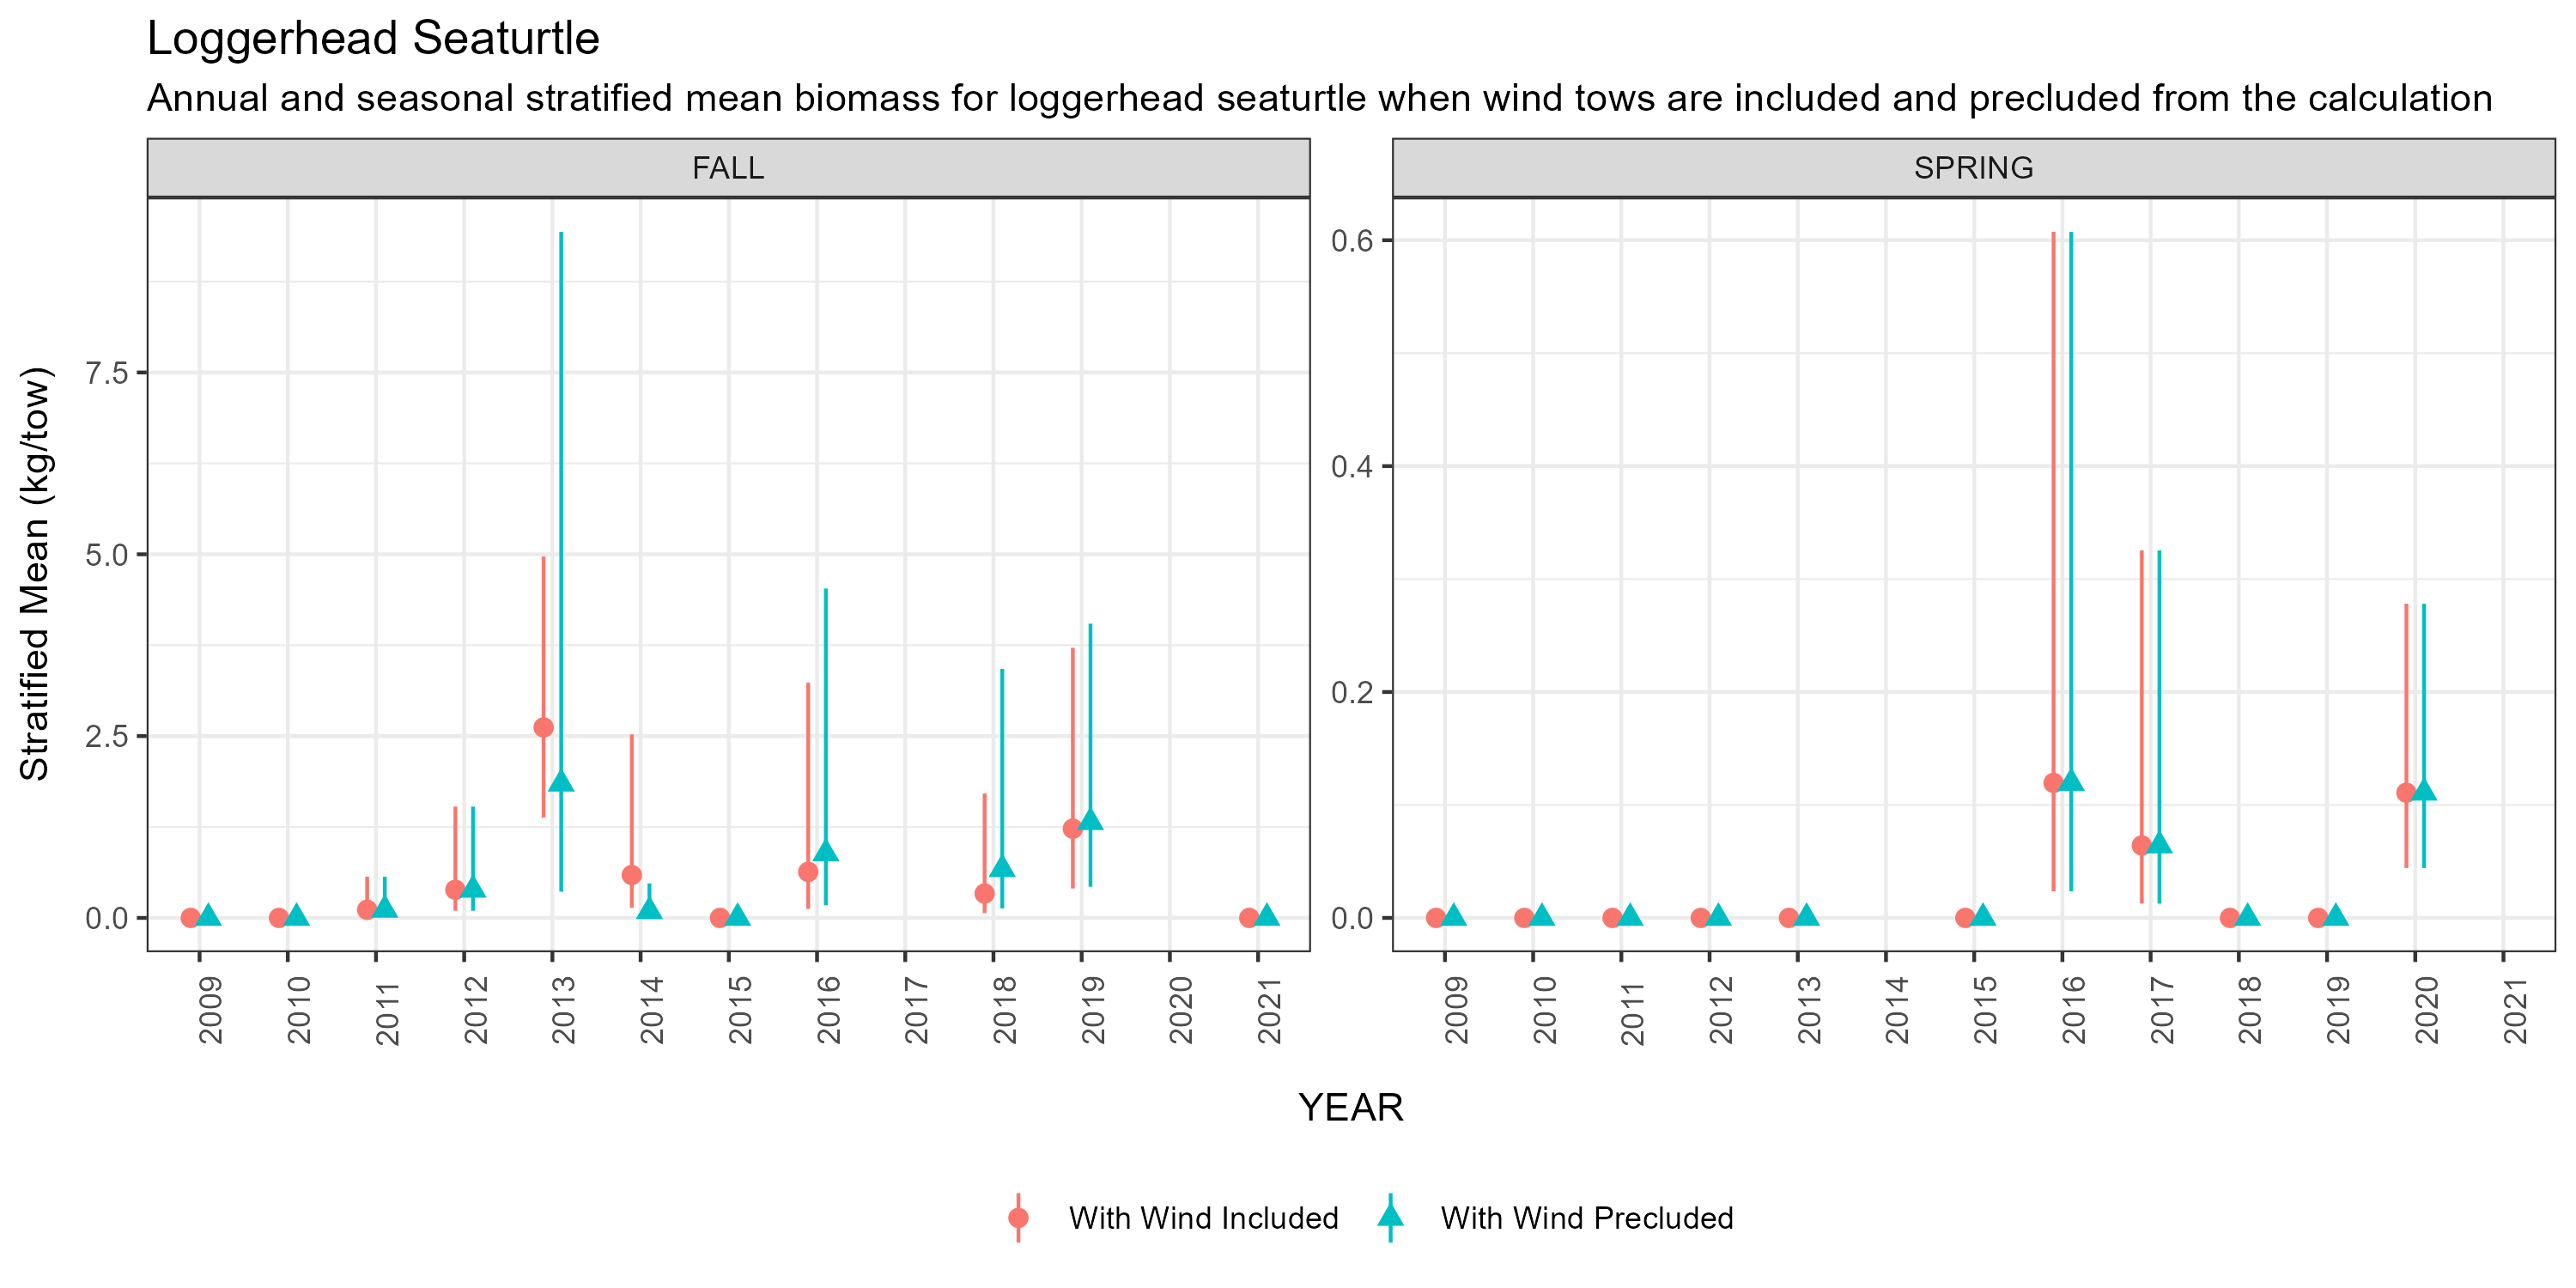 Loggerhead Seaturtle
Annual and seasonal stratified mean biomass for loggerhead seaturtle when wind tows are included and precluded from the calculation
FALL
SPRING
Stratified Mean (kg/tow)
7.5
5.0
2.5
0.0
0.6
0.4
0.2
0.0
2009 2010 2011 2012 2013 2014 2015 2016 2017 2018 2019 2020 2021
2009 2010 2011 2012 2013 2014 2015 2016 2017 2018 2019 2020 2021
YEAR
With Wind Included
With Wind Precluded